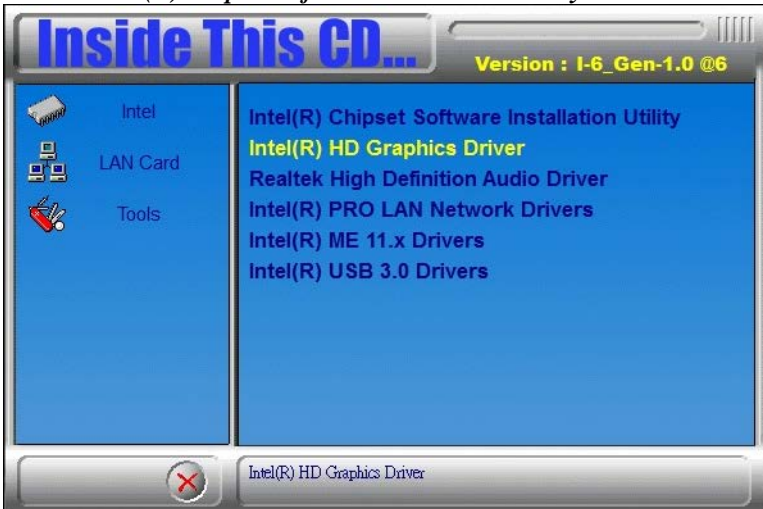 Inside This CD...
Version : I-6_Gen-1.0 @6
Intel
LAN Card
Tools
Intel(R) Chipset Software Installation Utility
Intel(R) HD Graphics Driver
Realtek High Definition Audio Driver
Intel(R) PRO LAN Network Drivers
Intel(R) ME 11.x Drivers
Intel(R) USB 3.0 Drivers
Intel(R) HD Graphics Driver